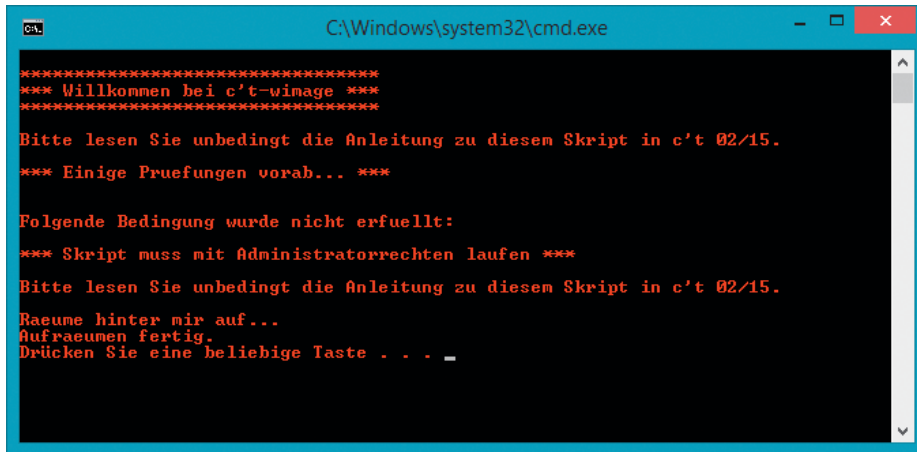 C:\Windows\system32\cmd.exe
*********************************
*** Willkommen bei c't-wimage ***
*********************************
Bitte lesen Sie unbedingt die Anleitung zu diesem Skript in c't 02/15.
*** Einige Pruefungen vorab... ***
Folgende Bedingung wurde nicht erfuellt:
*** Skript muss mit Administratorrechten laufen ***
Bitte lesen Sie unbedingt die Anleitung zu diesem Skript in c't 02/15.
Raeume hinter mir auf...
Aufraeumen fertig.
Drücken Sie eine beliebige Taste . . . _